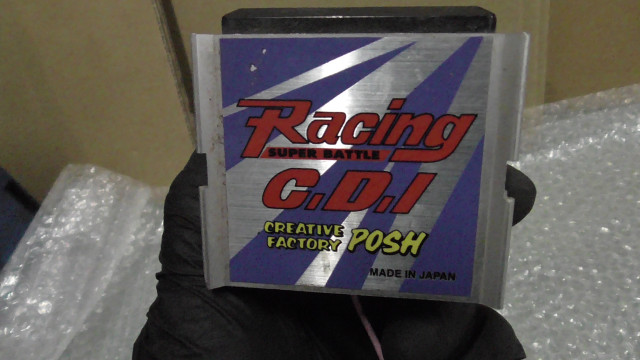 Racing
SUPER BATTLE
C.D.I
CREATIVE
FACTORY POSH
MADE IN JAPAN